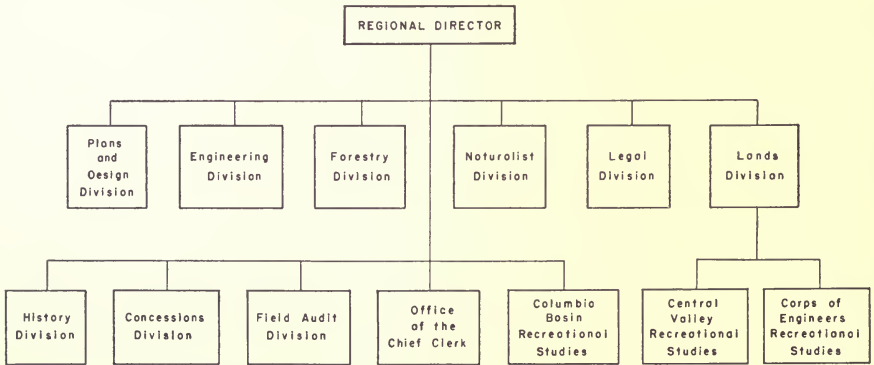 REGIONAL DIRECTOR
Plans
and
Design
Division
Engineering
Division
Forestry
Division
Naturalist
Division
Legal
Division
Lands
Division
History
Division
Concessions
Division
Field Audit
Division
Office
of the
Chief Clerk
Columbia
Basin
Recreational
Studies
Central
Valley
Recreational
Studies
Corps of
Engineers
Recreational
Studies